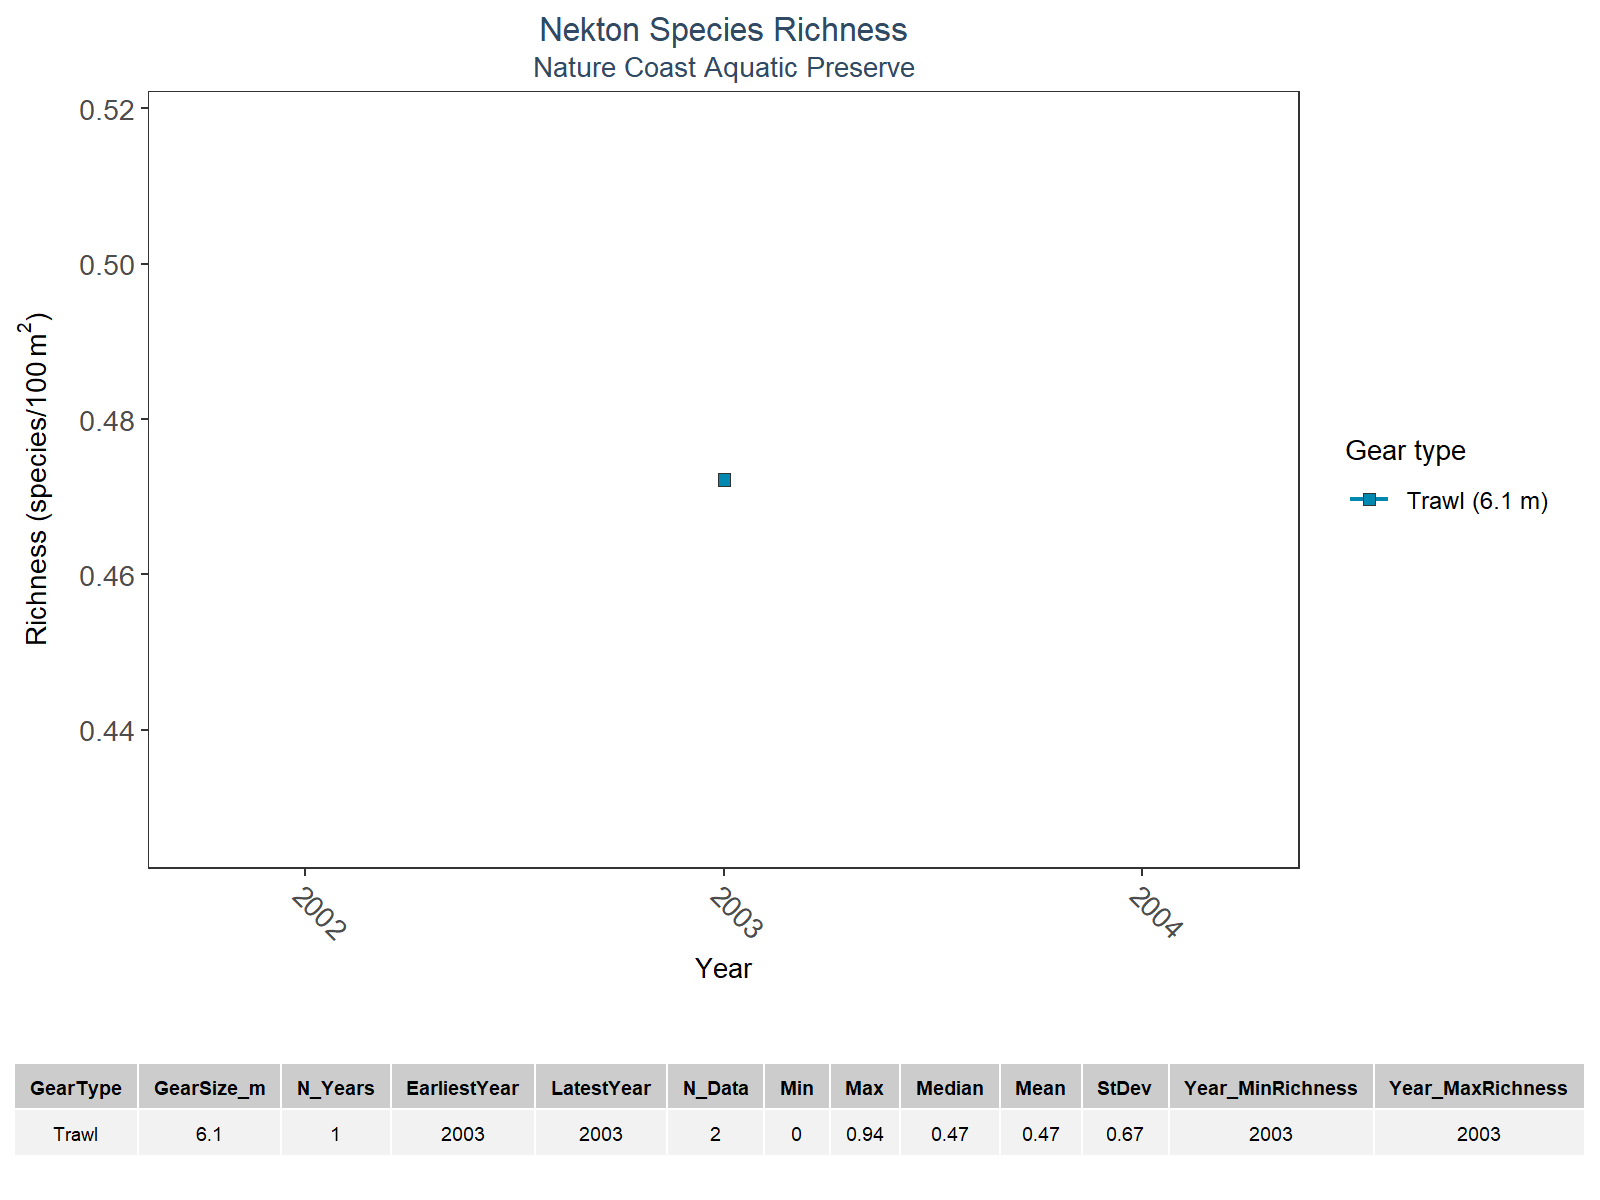 Nekton Species Richness
Nature Coast Aquatic Preserve
0.52
0.50
0.48
0.46
0.44
Richness (species/100 m²)
2002
2003
2004
Year
Gear type
Trawl (6.1 m)
GearType GearSize_m N_Years EarliestYear LatestYear N_Data Min Max Median Mean StDev Year_MinRichness Year_MaxRichness
Trawl 6.1 1 2003 2003 2 0 0.94 0.47 0.47 0.67 2003 2003